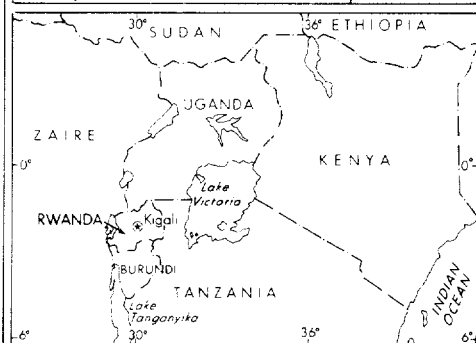 30°
36°
SUDAN
ETHIOPIA
UGANDA
ZAIRE
KENYA
0°
0°
Lake
Victoria
RWANDA
Kigali
BURUNDI
TANZANIA
Lake
Tanganyika
INDIAN
OCEAN
6°
30°
36°
6°